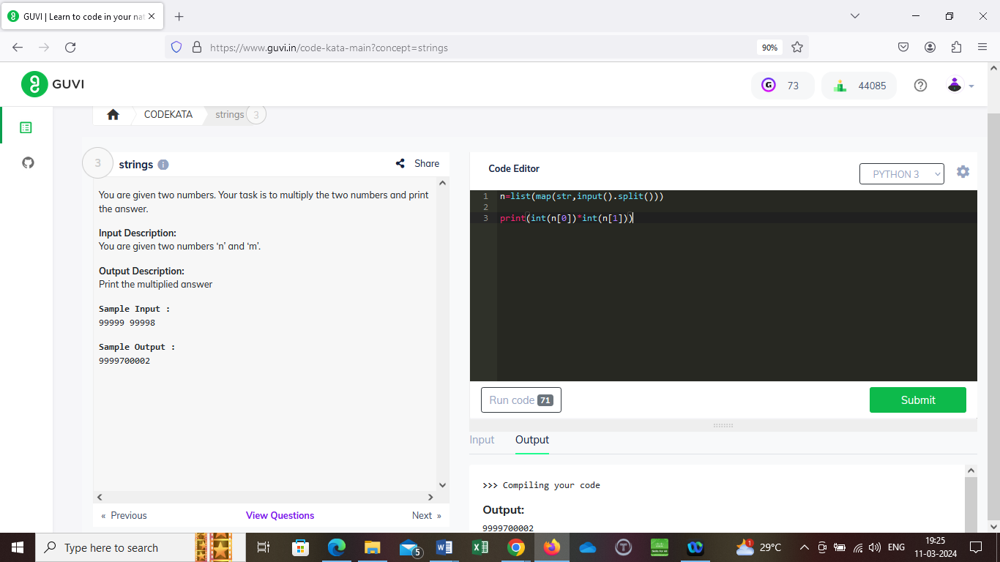 GUVI | Learn to code in your nat
https://www.guvi.in/code-kata-main?concept=strings
90%
GUVI
73
44085
CODEKATA
strings
3
3
strings
Share
You are given two numbers. Your task is to multiply the two numbers and print
the answer.
Input Description:
You are given two numbers ‘n’ and ‘m’.
Output Description:
Print the multiplied answer
Sample Input :
99999 99998
Sample Output :
9999700002
« Previous
View Questions
Next »
Code Editor
PYTHON 3
1 n=list(map(str,input().split()))
2
3 print(int(n[0])*int(n[1]))
Run code 71
Submit
Input
Output
>>> Compiling your code
Output:
9999700002
Type here to search
5
1
29°C
ENG
19:25
11-03-2024